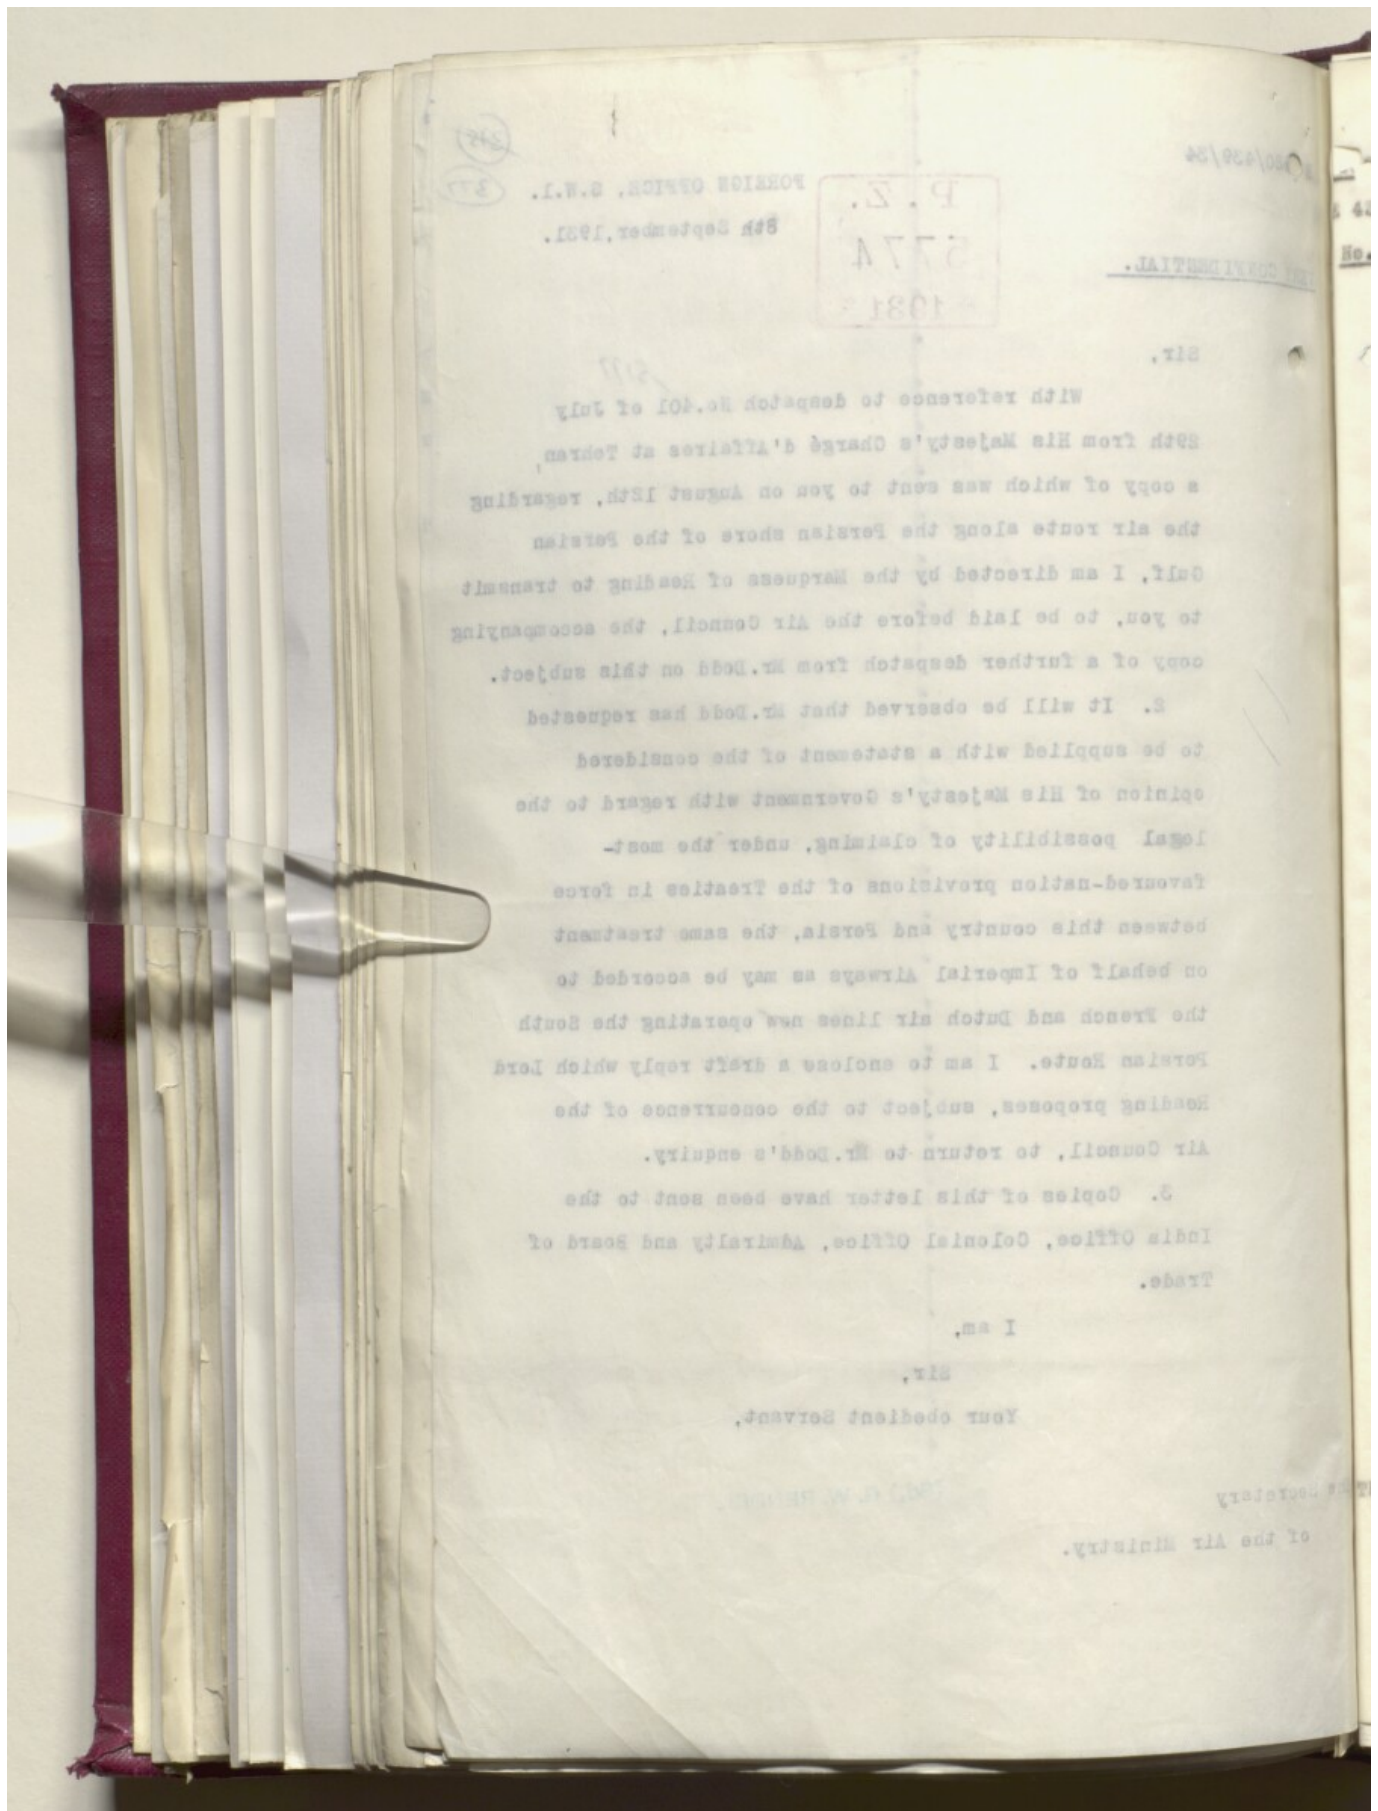 FOREIGN OFFICE, S.W.1.
8th September, 1931.
P. Z.
5774
1931
CONFIDENTIAL.
Sir,
With reference to despatch No.401 of July
29th from His Majesty's Chargé d'Affaires at Tehran,
a copy of which was sent to you on August 12th, regarding
the air route along the Persian shore of the Persian
Gulf, I am directed by the Marquess of Reading to transmit
to you, to be laid before the Air Council, the accompanying
copy of a further despatch from Mr.Dodd on this subject.
2. It will be observed that Mr.Dodd has requested
to be supplied with a statement of the considered
opinion of His Majesty's Government with regard to the
legal possibility of claiming, under the most-
favoured-nation provisions of the Treaties in force
between this country and Persia, the same treatment
on behalf of Imperial Airways as may be accorded to
the French and Dutch air lines now operating the South
Persian Route. I am to enclose a draft reply which Lord
Reading proposes, subject to the concurrence of the
Air Council, to return to Mr.Dodd's enquiry.
3. Copies of this letter have been sent to the
India Office, Colonial Office, Admiralty and Board of
Trade.
I am,
Sir,
Your obedient Servant,
Secretary
of the Air Ministry.
No.